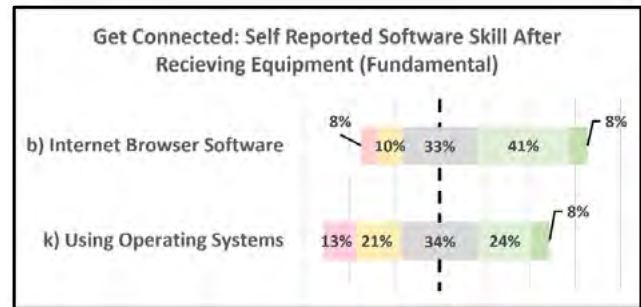 Get Connected: Self Reported Software Skill After
Recieving Equipment (Fundamental)
8%
8%
b) Internet Browser Software
10%
33%
41%
8%
k) Using Operating Systems
13%
21%
34%
24%